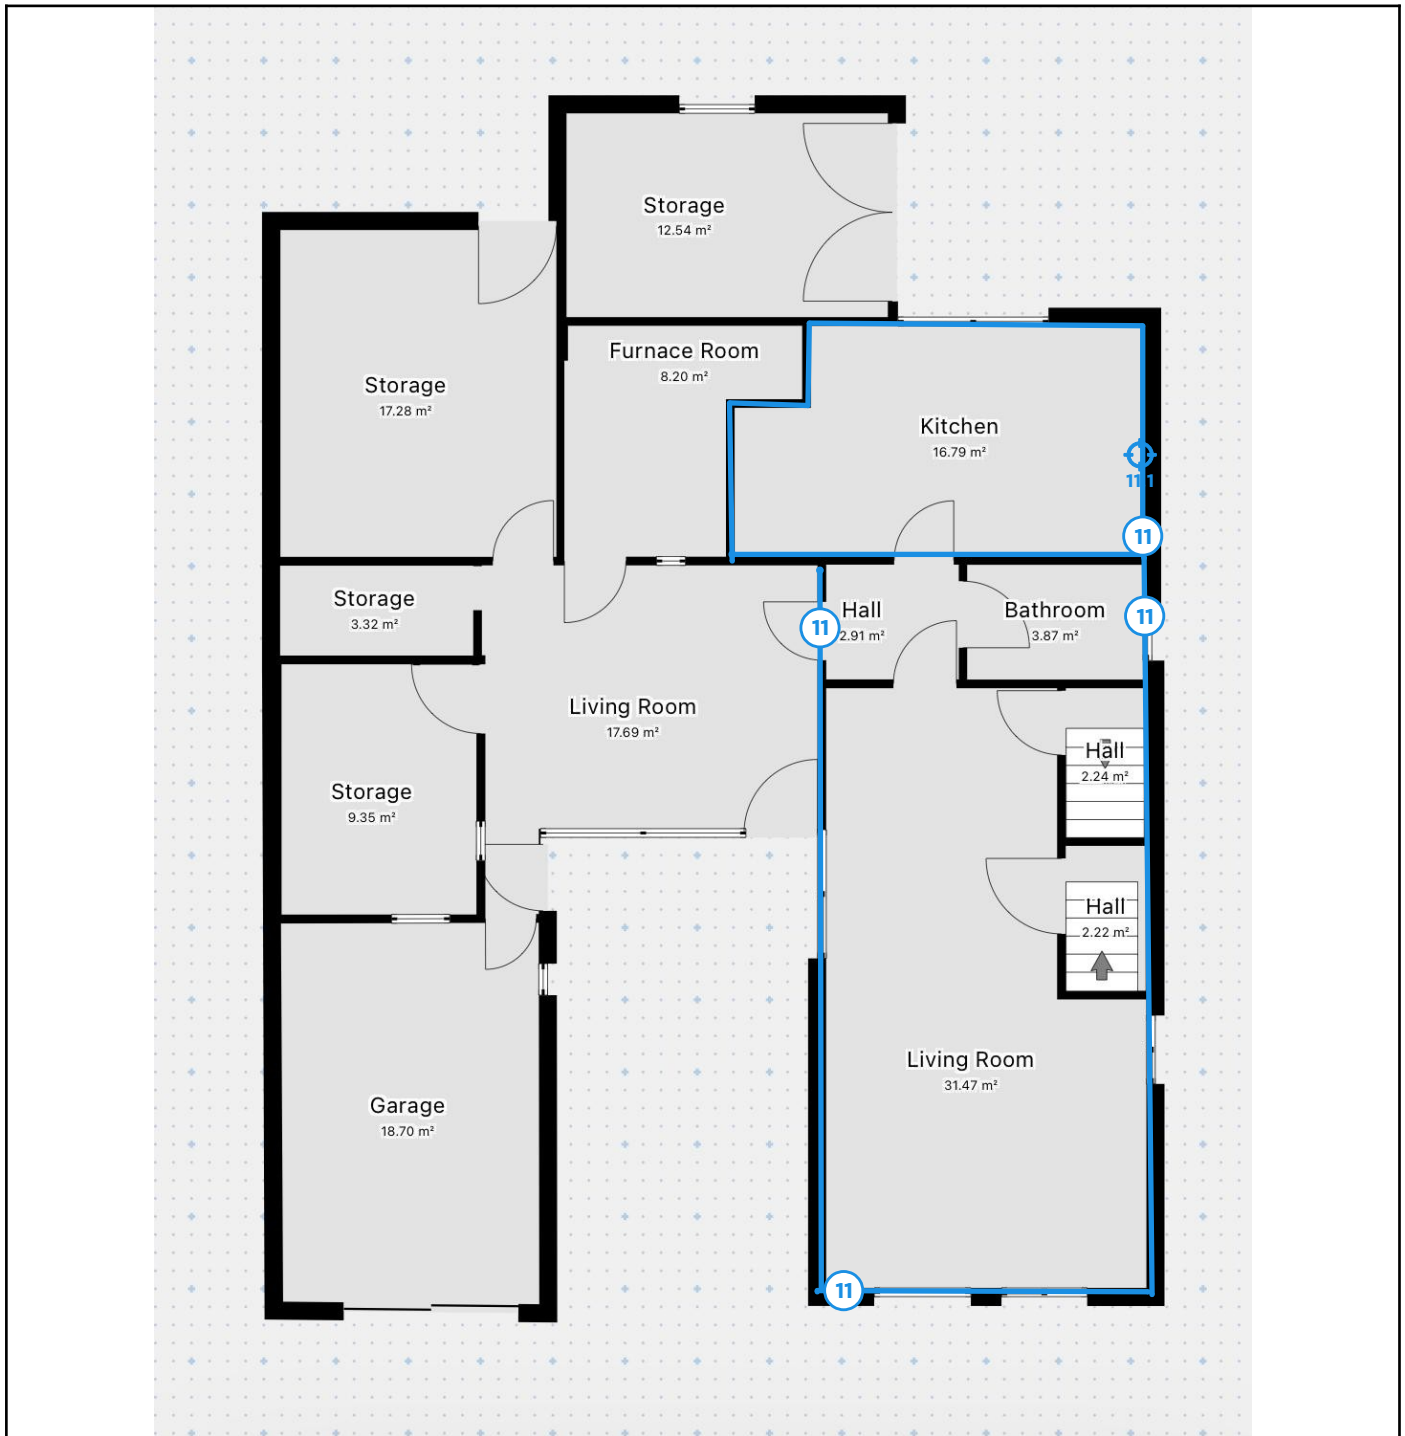 Storage
12.54 m²
Furnace Room
8.20 m²
Storage
17.28 m²
Kitchen
16.79 m²
11.1
11
Storage
3.32 m²
11
Hall
2.91 m²
Bathroom
3.87 m²
11
Living Room
17.69 m²
Hall
2.24 m²
Storage
9.35 m²
Hall
2.22 m²
Living Room
31.47 m²
Garage
18.70 m²
11